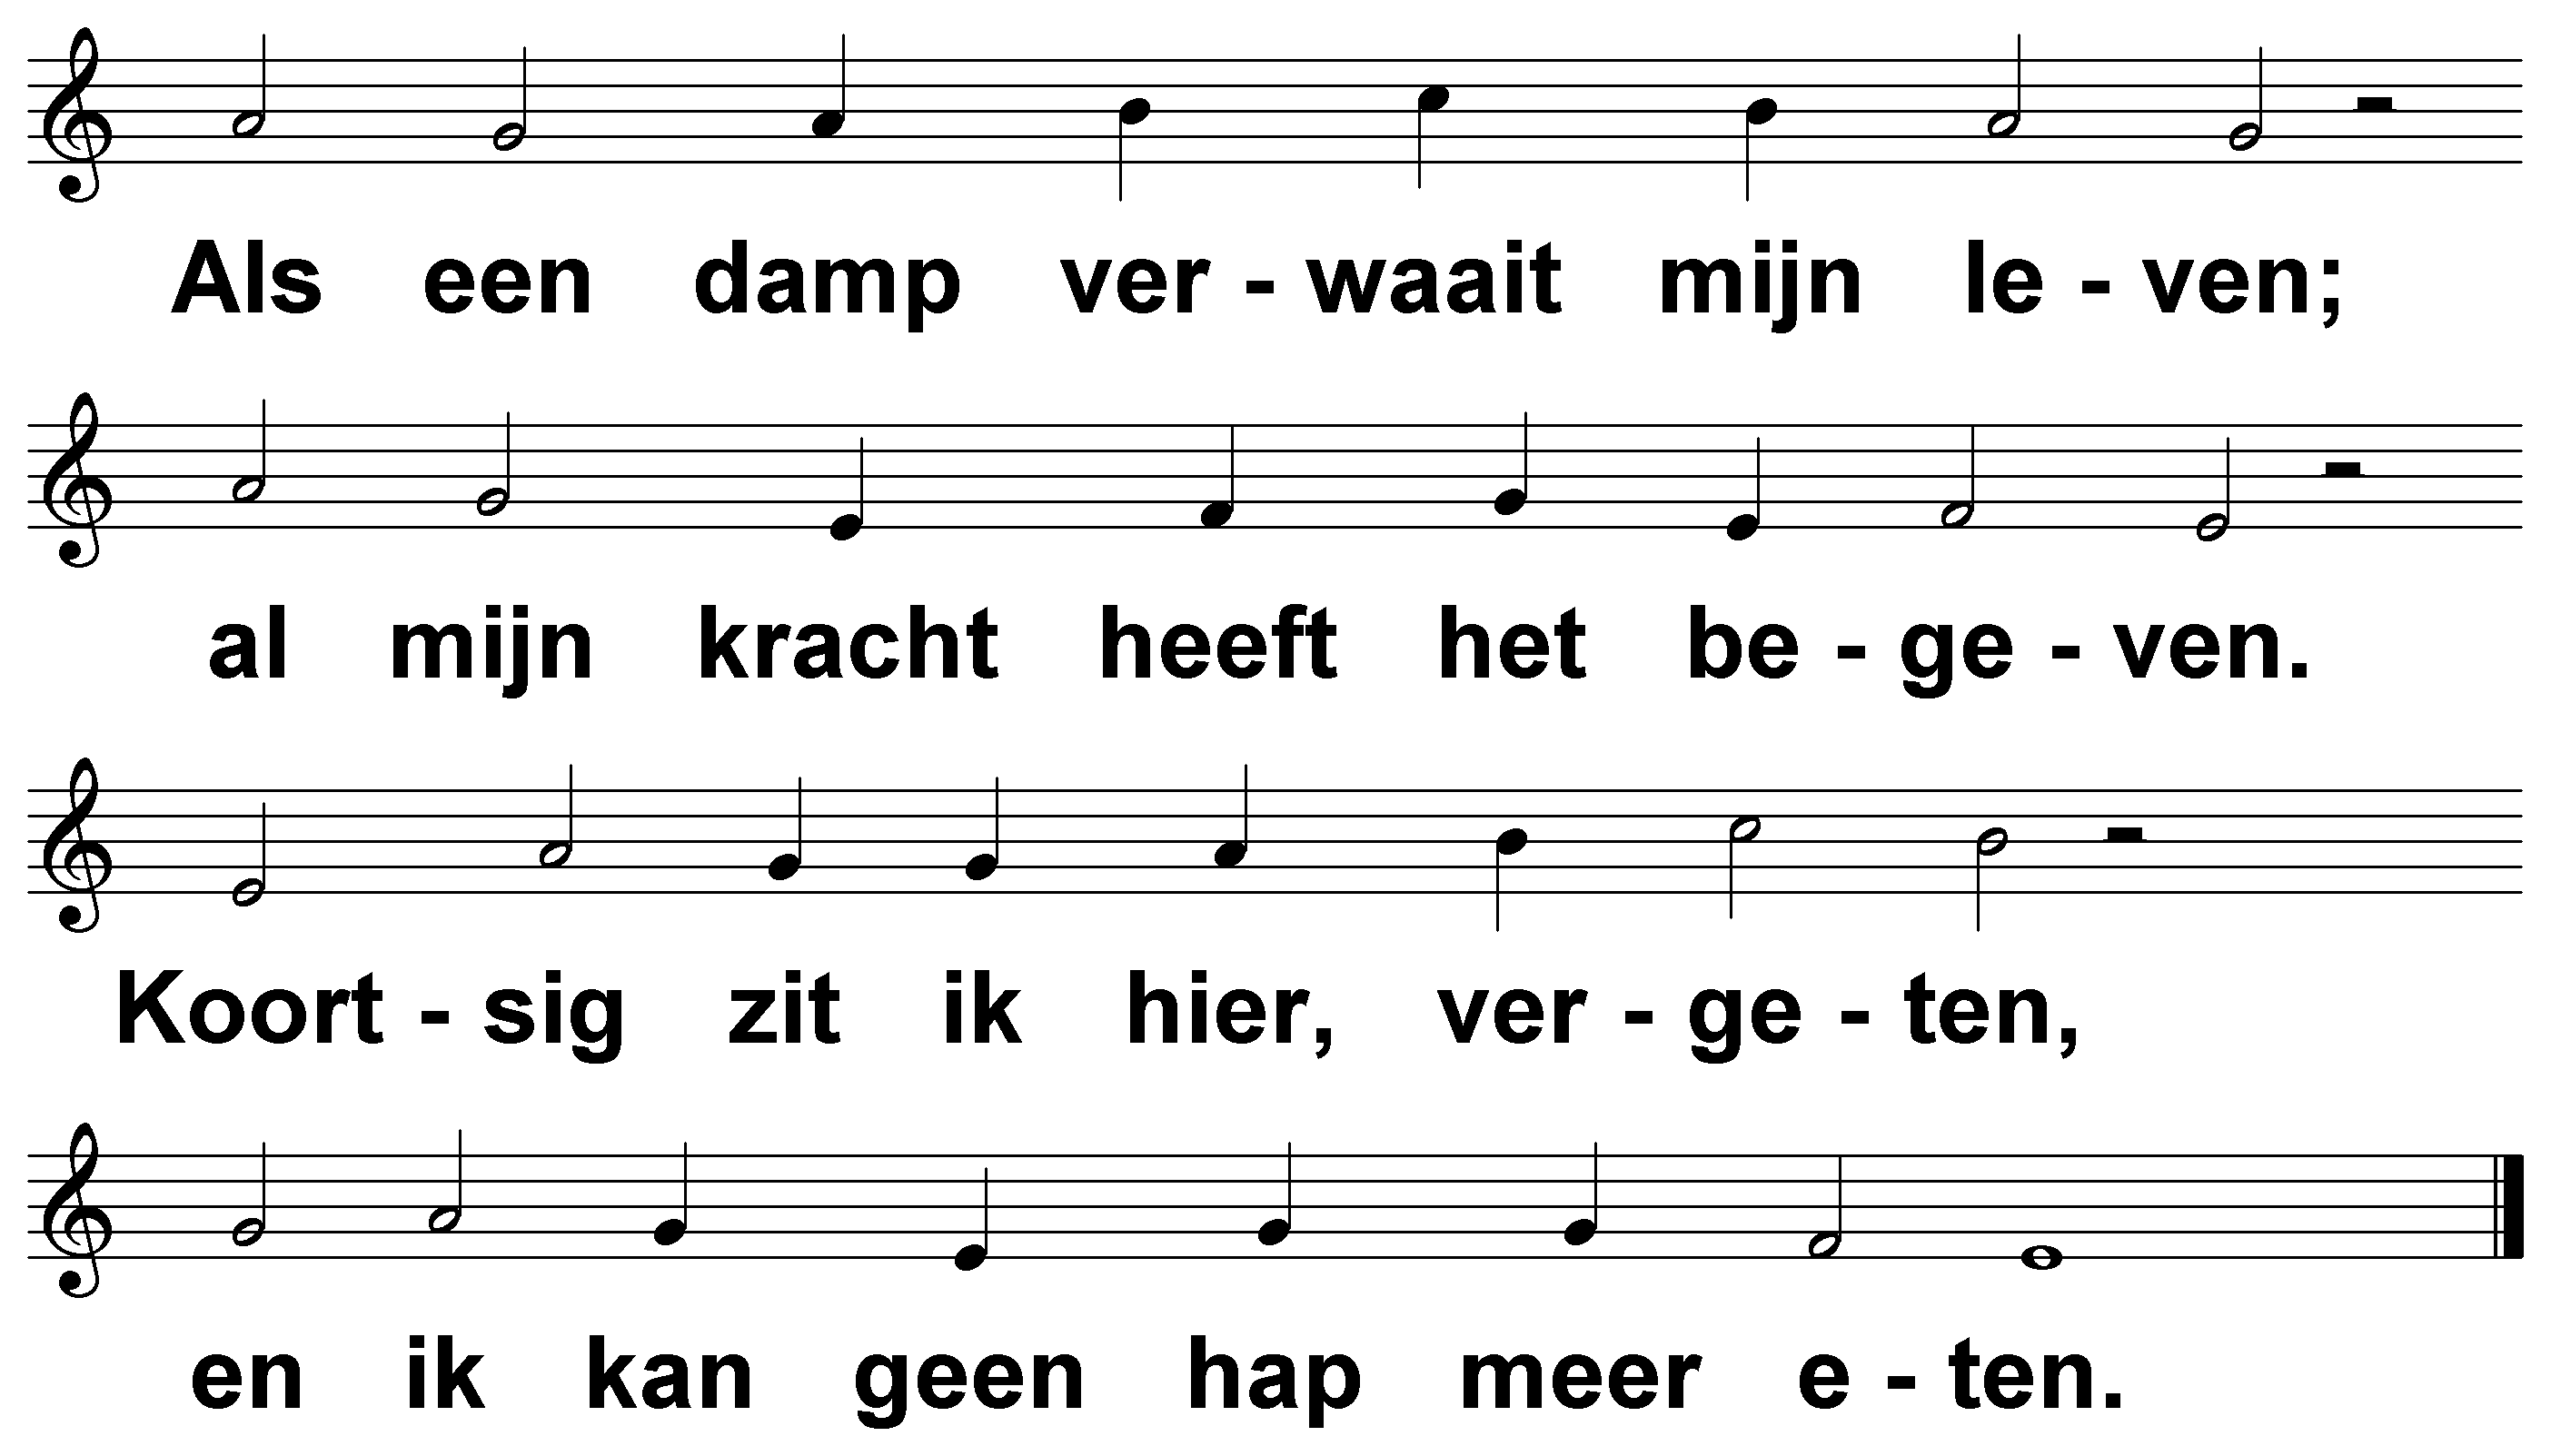 Als een damp ver - waait mijn le - ven;
al mijn kracht heeft het be - ge - ven.
Koort - sig zit ik hier, ver - ge - ten,
en ik kan geen hap meer e - ten.